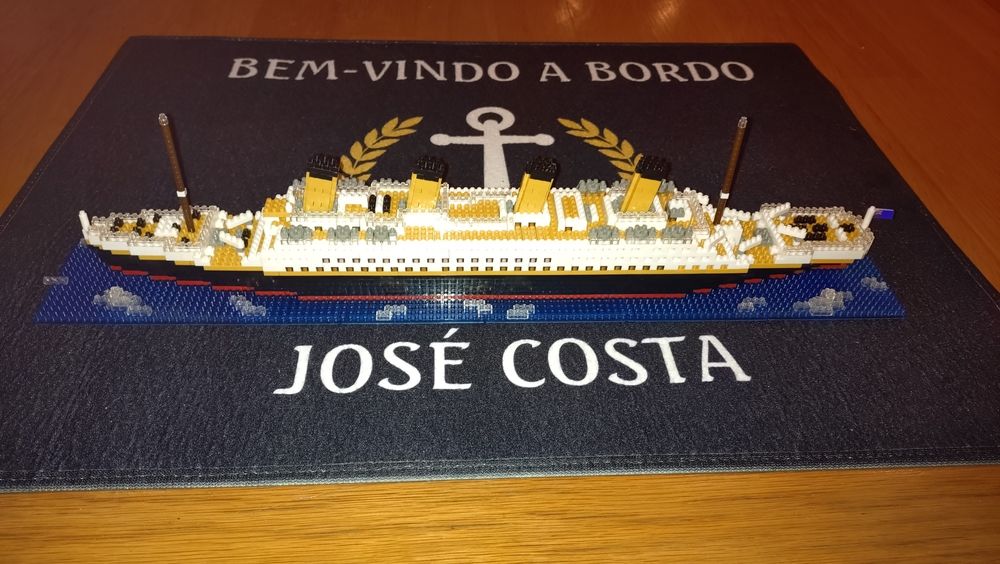 BEM-VINDO A BORDO
JOSÉ COSTA